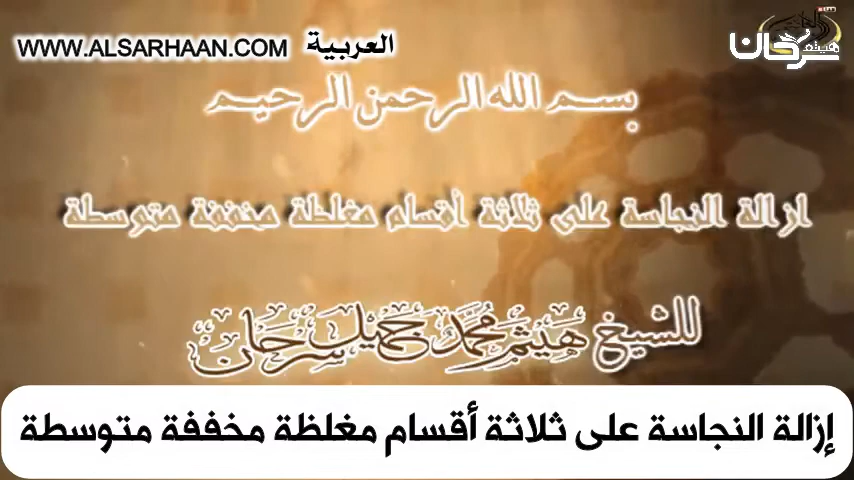 WWW.ALSARHAAN.COM العربية
هيثم سرحان
بسم الله الرحمن الرحيم
ازالة النجاسة على ثلاثة أقسام مغلظة مخففة متوسطة
للشيخ هيثم محمد جميل سرحان
إزالة النجاسة على ثلاثة أقسام مغلظة مخففة متوسطة